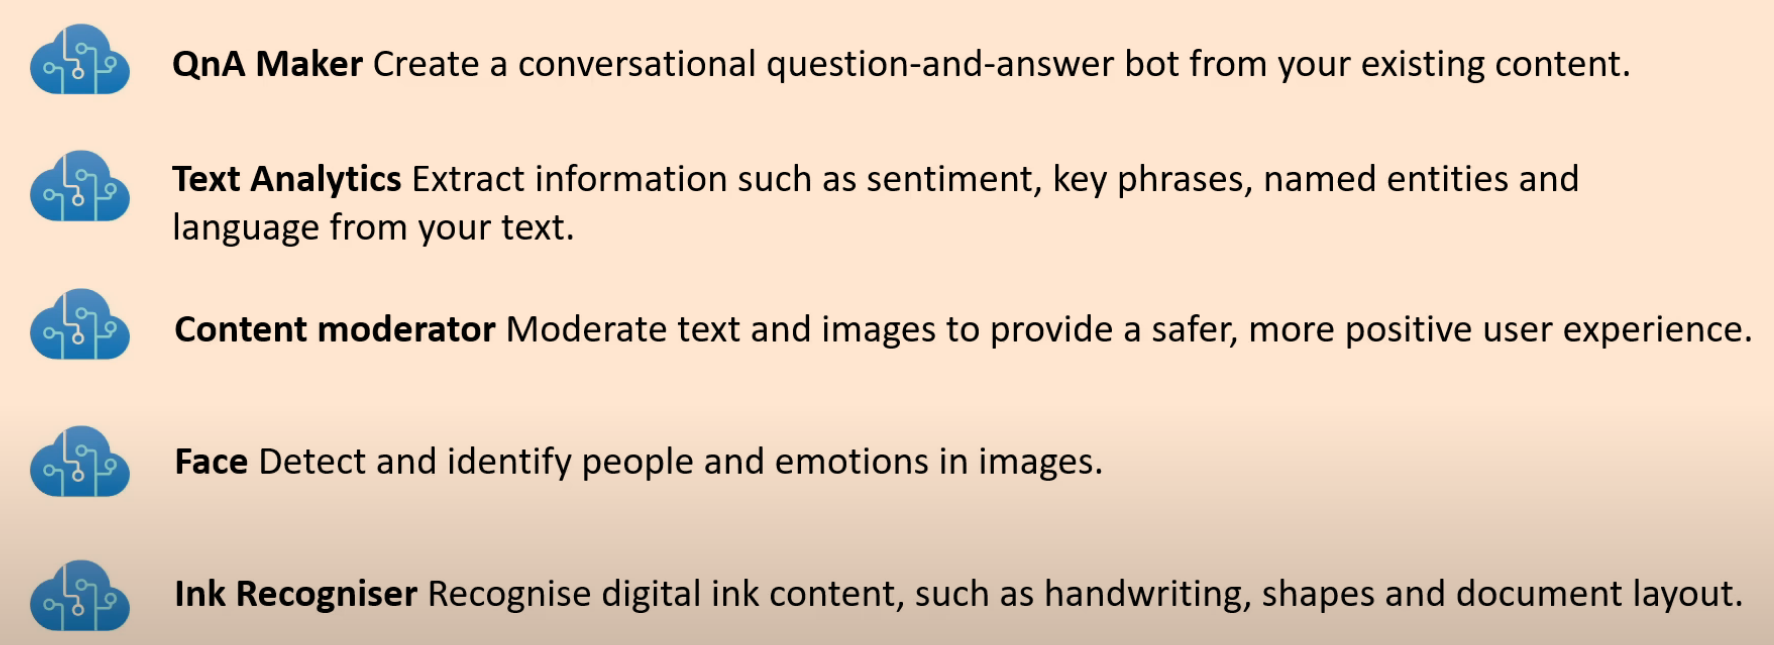 QnA Maker Create a conversational question-and-answer bot from your existing content.
Text Analytics Extract information such as sentiment, key phrases, named entities and
language from your text.
Content moderator Moderate text and images to provide a safer, more positive user experience.
Face Detect and identify people and emotions in images.
Ink Recogniser Recognise digital ink content, such as handwriting, shapes and document layout.